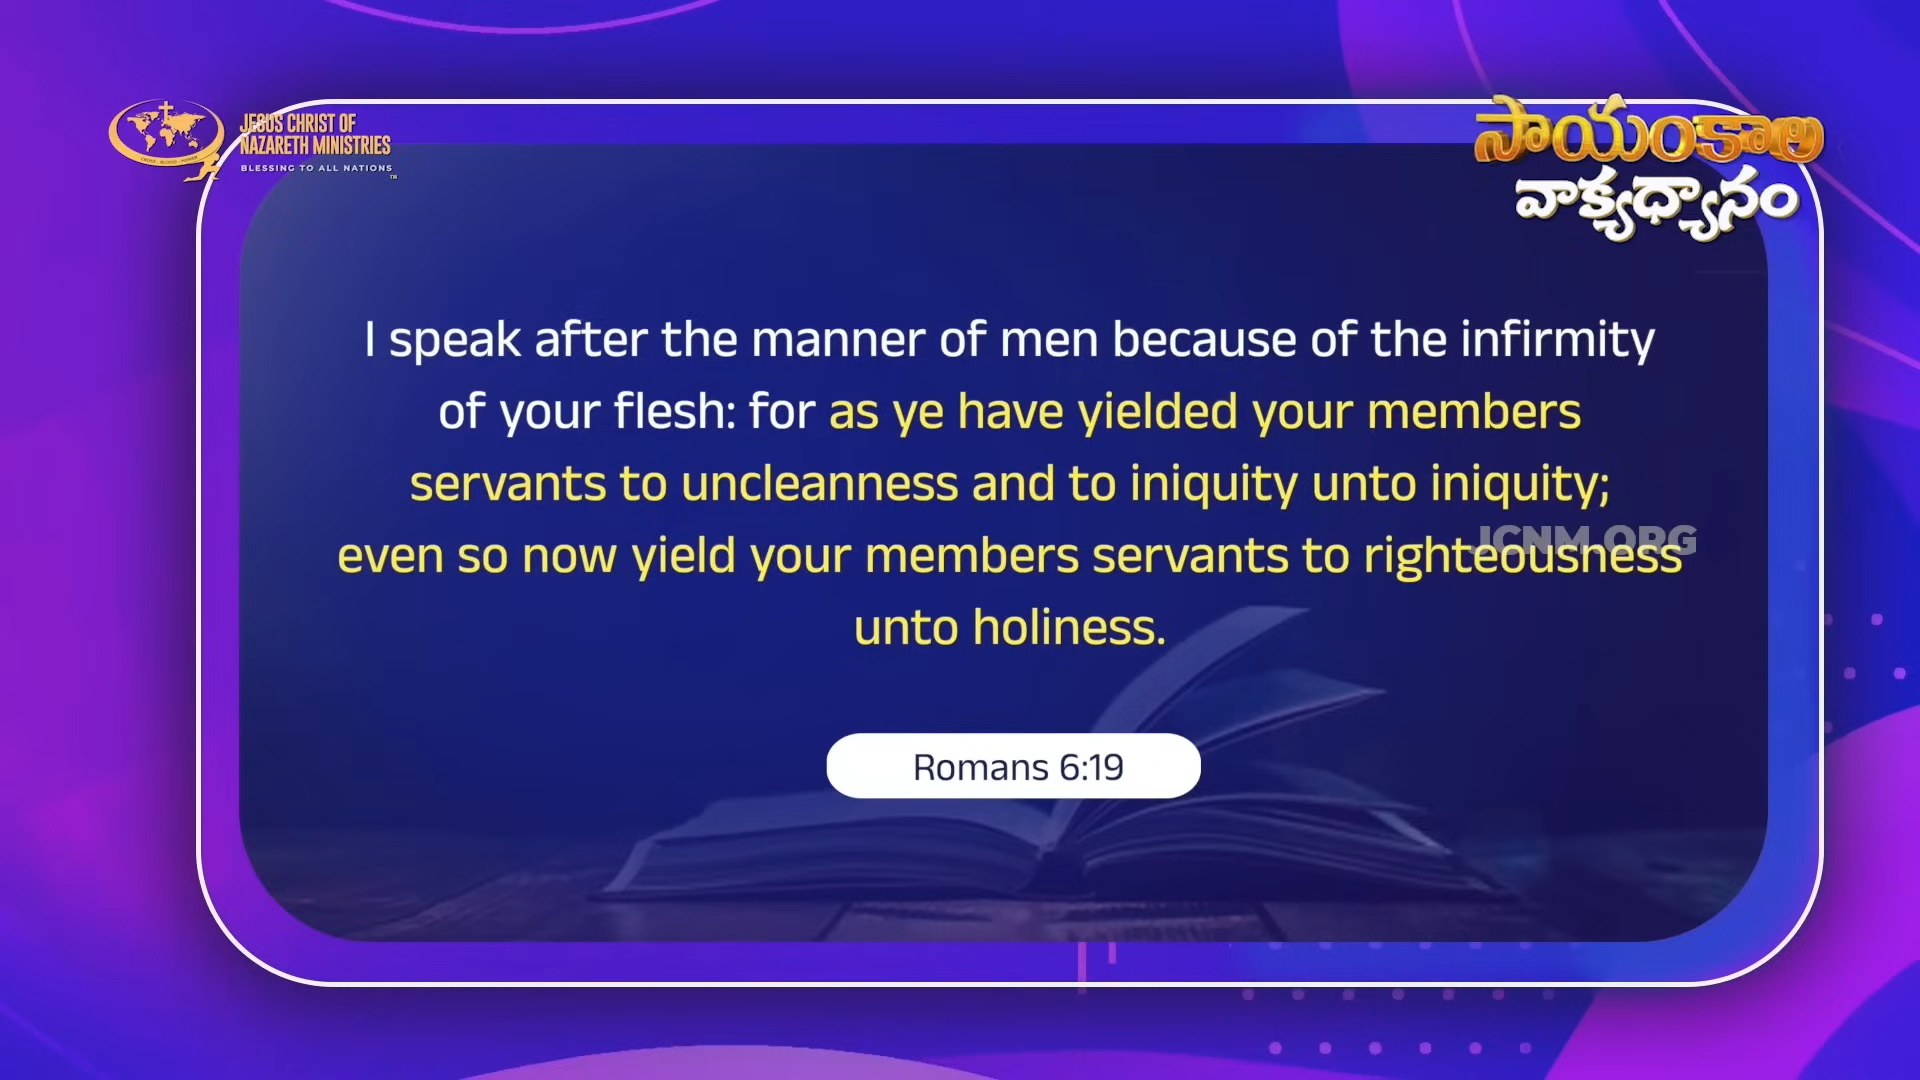 JESUS CHRIST OF
NAZARETH MINISTRIES
BLESSING TO ALL NATIONS
TM
సాయంకాల
వాక్యధ్యానం
I speak after the manner of men because of the infirmity
of your flesh: for as ye have yielded your members
servants to uncleanness and to iniquity unto iniquity;
JCNM.ORG
even so now yield your members servants to righteousness
unto holiness.
Romans 6:19